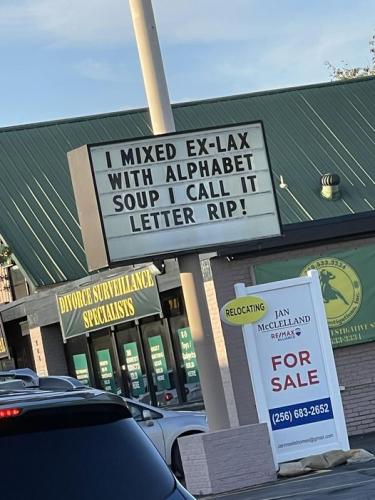 I MIXED EX-LAX
WITH ALPHABET
SOUP I CALL IT
LETTER RIP!
DIVORCE SURVEILLANCE
SPECIALISTS
RELOCATING
JAN
McCLELLAND
RE/MAX
FOR
SALE
(256) 683-2652